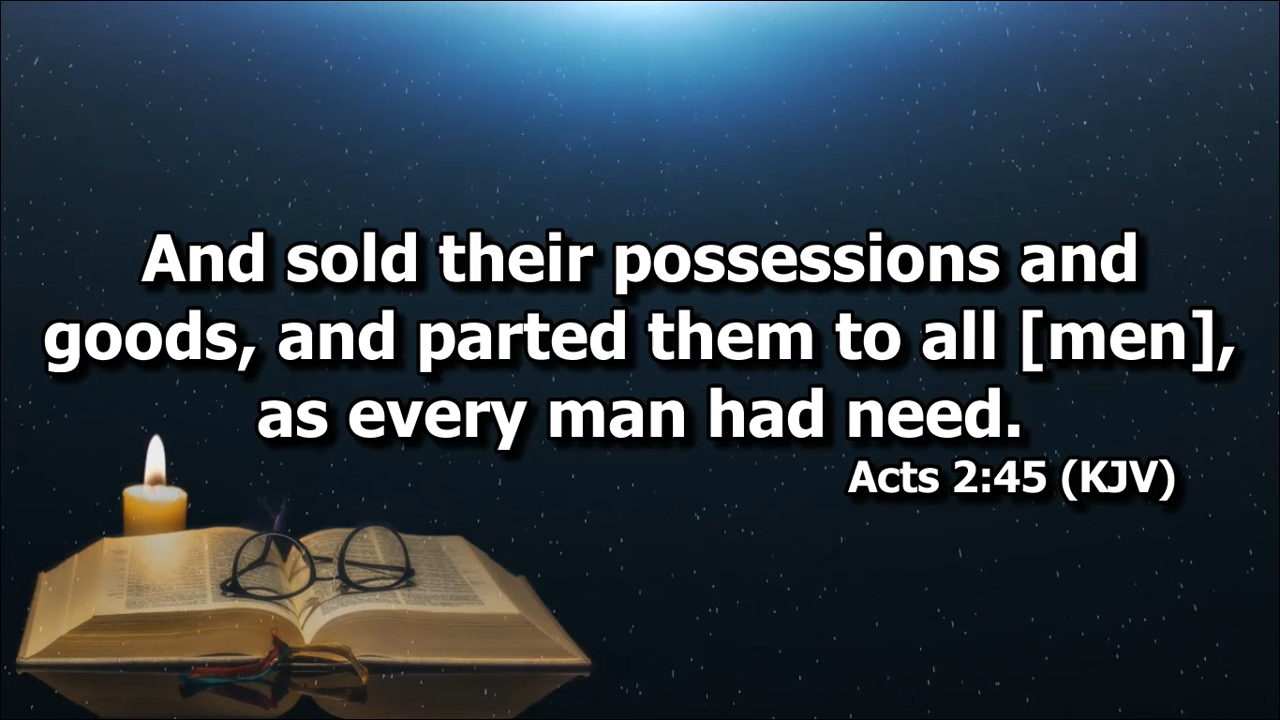 And sold their possessions and
goods, and parted them to all [men],
as every man had need.
Acts 2:45 (KJV)